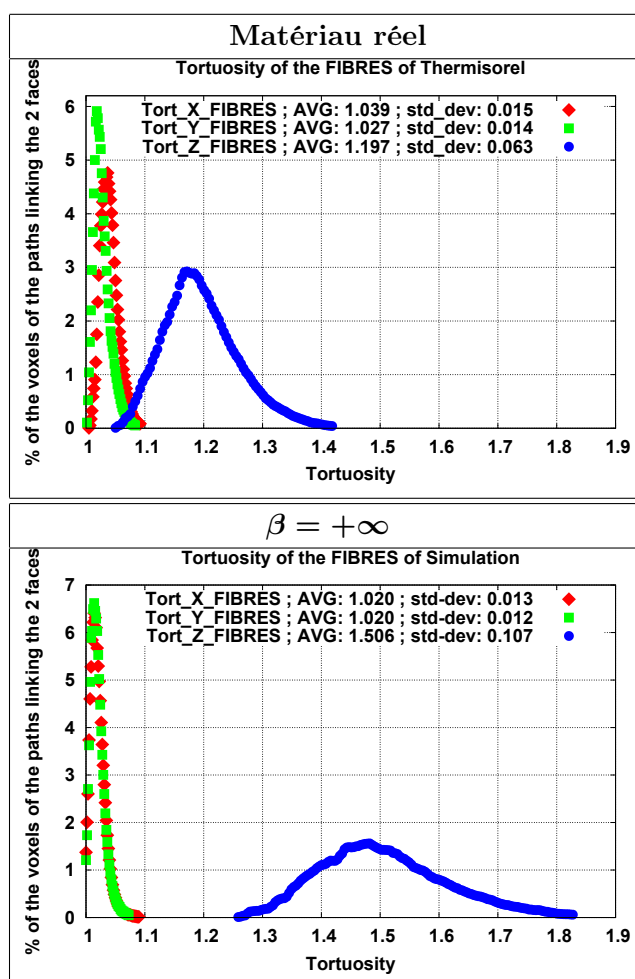 Matériau réel
Tortuosity of the FIBRES of Thermisorel
Tort_X_FIBRES ; AVG: 1.039 ; std_dev: 0.015
Tort_Y_FIBRES ; AVG: 1.027 ; std_dev: 0.014
Tort_Z_FIBRES ; AVG: 1.197 ; std_dev: 0.063
% of the voxels of the paths linking the 2 faces
6
5
4
3
2
1
0
1 1.1 1.2 1.3 1.4 1.5 1.6 1.7 1.8 1.9
Tortuosity
β = +∞
Tortuosity of the FIBRES of Simulation
Tort_X_FIBRES ; AVG: 1.020 ; std-dev: 0.013
Tort_Y_FIBRES ; AVG: 1.020 ; std-dev: 0.012
Tort_Z_FIBRES ; AVG: 1.506 ; std-dev: 0.107
% of the voxels of the paths linking the 2 faces
7
6
5
4
3
2
1
0
1 1.1 1.2 1.3 1.4 1.5 1.6 1.7 1.8 1.9
Tortuosity